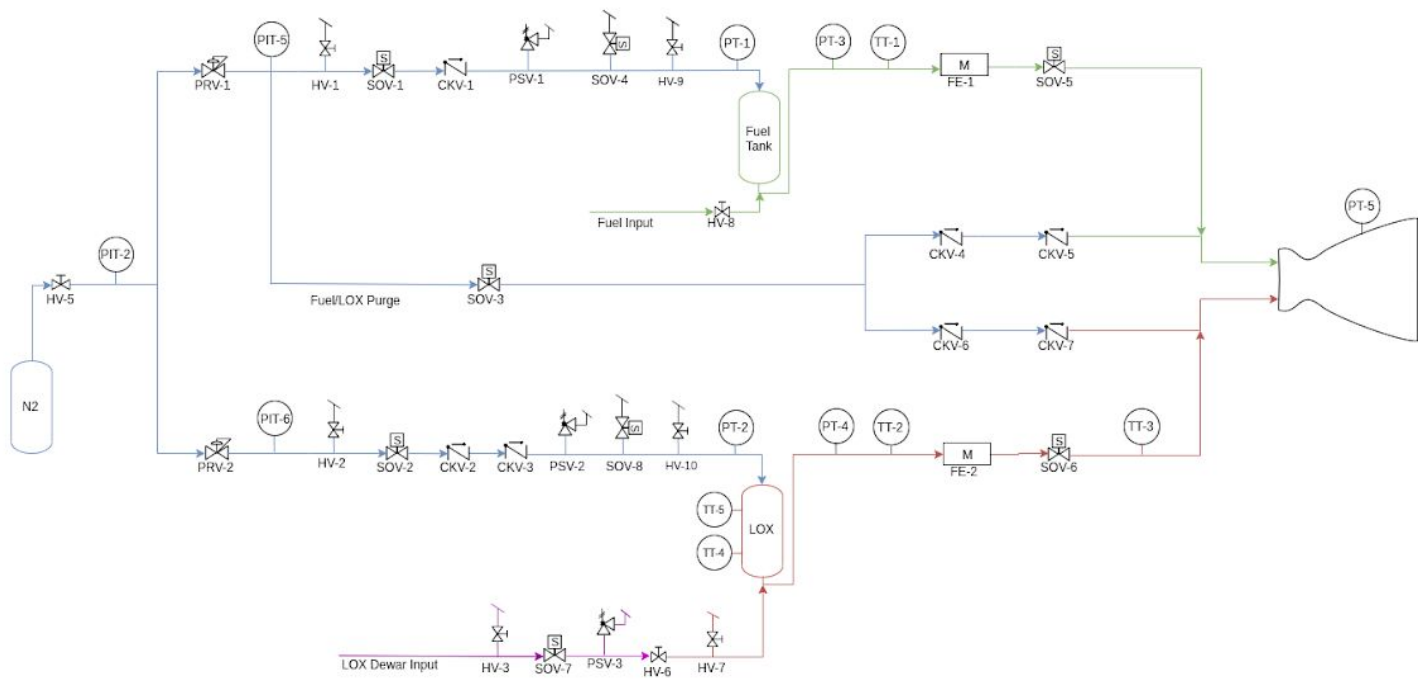 PIT-5
PT-1
PT-3
TT-1
S
S
M
S
PRV-1
HV-1
SOV-1
CKV-1
PSV-1
SOV-4
HV-9
FE-1
SOV-5
Fuel
Tank
Fuel Input
HV-8
PT-5
PIT-2
CKV-4
CKV-5
HV-5
S
Fuel/LOX Purge
SOV-3
CKV-6
CKV-7
N2
PIT-6
PT-2
PT-4
TT-2
TT-3
S
S
M
S
PRV-2
HV-2
SOV-2
CKV-2
CKV-3
PSV-2
SOV-8
HV-10
FE-2
SOV-6
TT-5
LOX
TT-4
S
LOX Dewar Input
HV-3
SOV-7
PSV-3
HV-6
HV-7